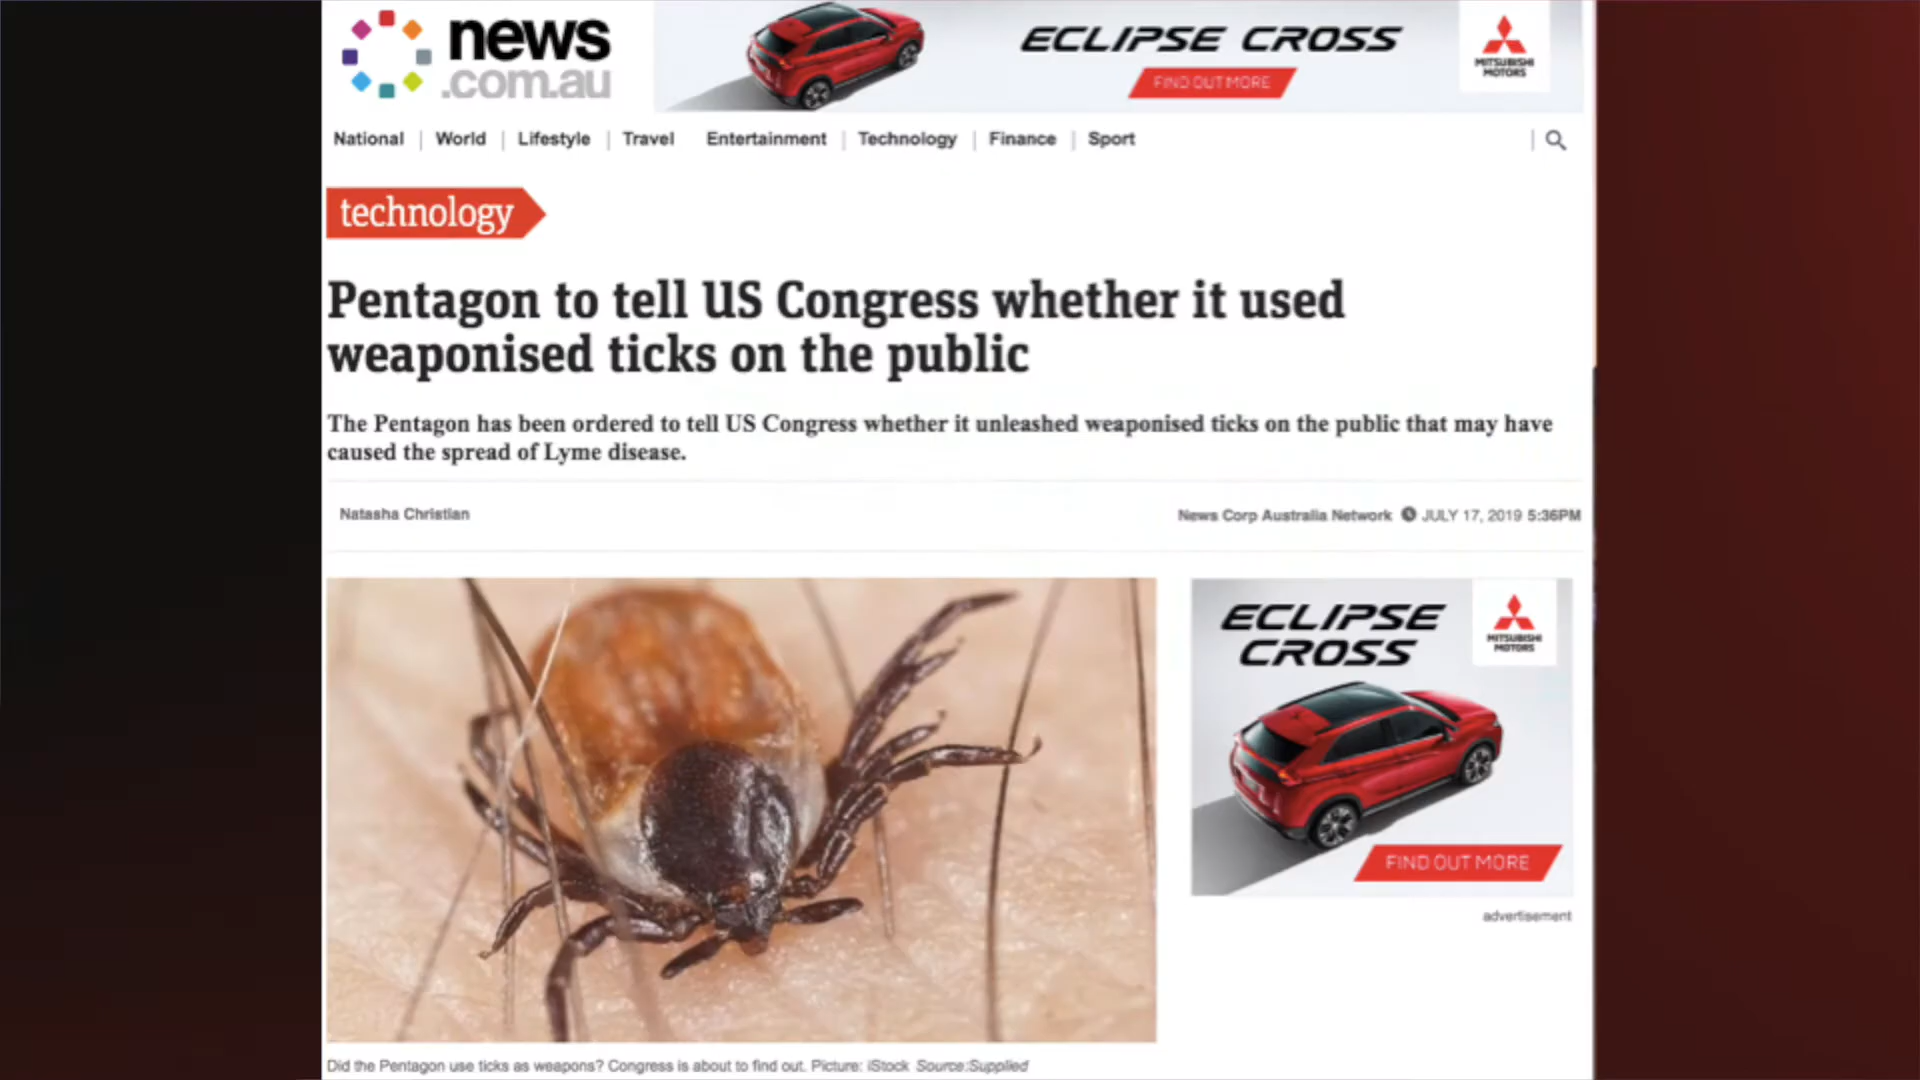 news
.com.au
ECLIPSE CROSS
FIND OUT MORE
MITSUBISHI
MOTORS
National | World | Lifestyle | Travel Entertainment | Technology | Finance | Sport
technology
Pentagon to tell US Congress whether it used
weaponised ticks on the public
The Pentagon has been ordered to tell US Congress whether it unleashed weaponised ticks on the public that may have
caused the spread of Lyme disease.
Natasha Christian
News Corp Australia Network JULY 17, 2019 5:36PM
ECLIPSE
CROSS
MITSUBISHI
MOTORS
FIND OUT MORE
advertisement
Did the Pentagon use ticks as weapons? Congress is about to find out. Picture: iStock Source:Supplied